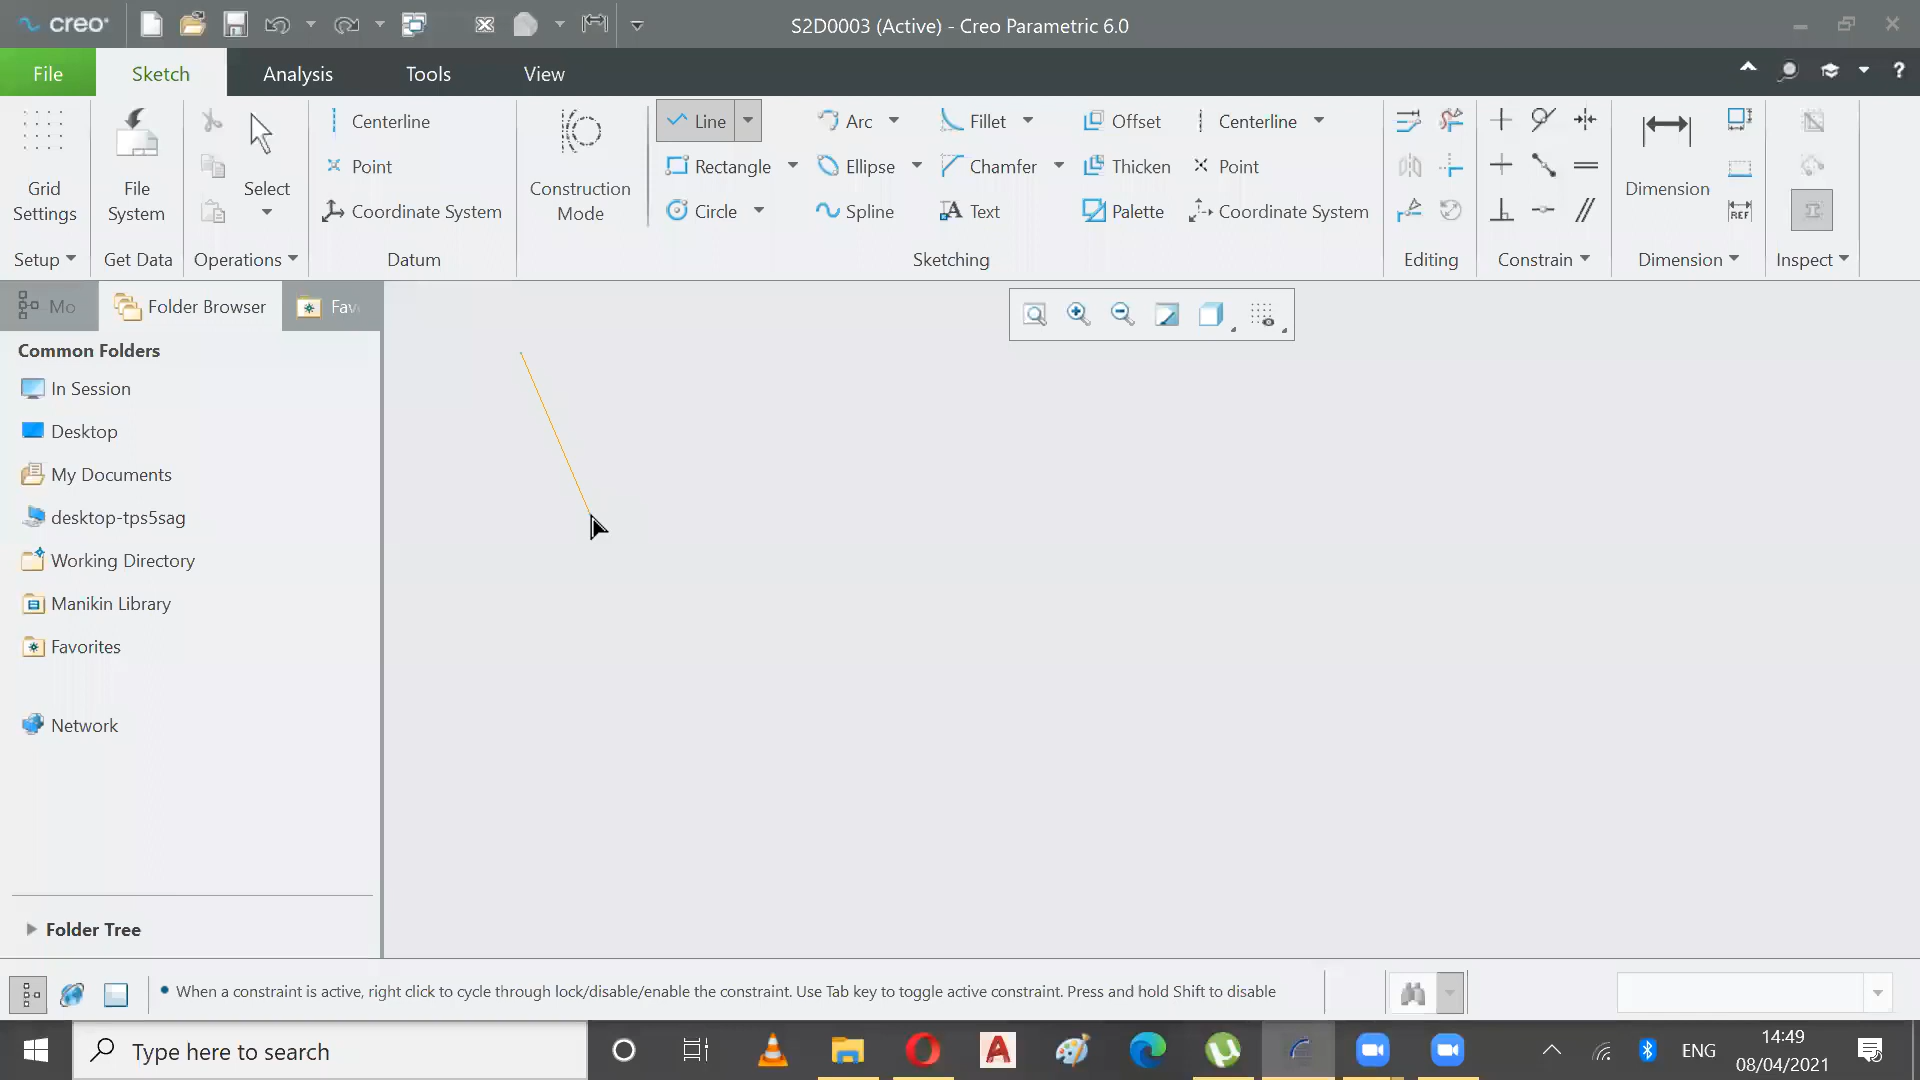 creo
S2D0003 (Active) - Creo Parametric 6.0
File Sketch Analysis Tools View ?
Grid Settings
File System
Select
Centerline
Point
Coordinate System
Construction Mode
Line Arc Fillet Offset Centerline
Rectangle Ellipse Chamfer Thicken Point
Circle Spline Text Palette Coordinate System
Dimension
REF
Setup Get Data Operations Datum Sketching Editing Constrain Dimension Inspect
Mo Folder Browser Fav
Common Folders
In Session
Desktop
My Documents
desktop-tps5sag
Working Directory
Manikin Library
Favorites
Network
Folder Tree
When a constraint is active, right click to cycle through lock/disable/enable the constraint. Use Tab key to toggle active constraint. Press and hold Shift to disable
Type here to search
ENG
14:49
08/04/2021